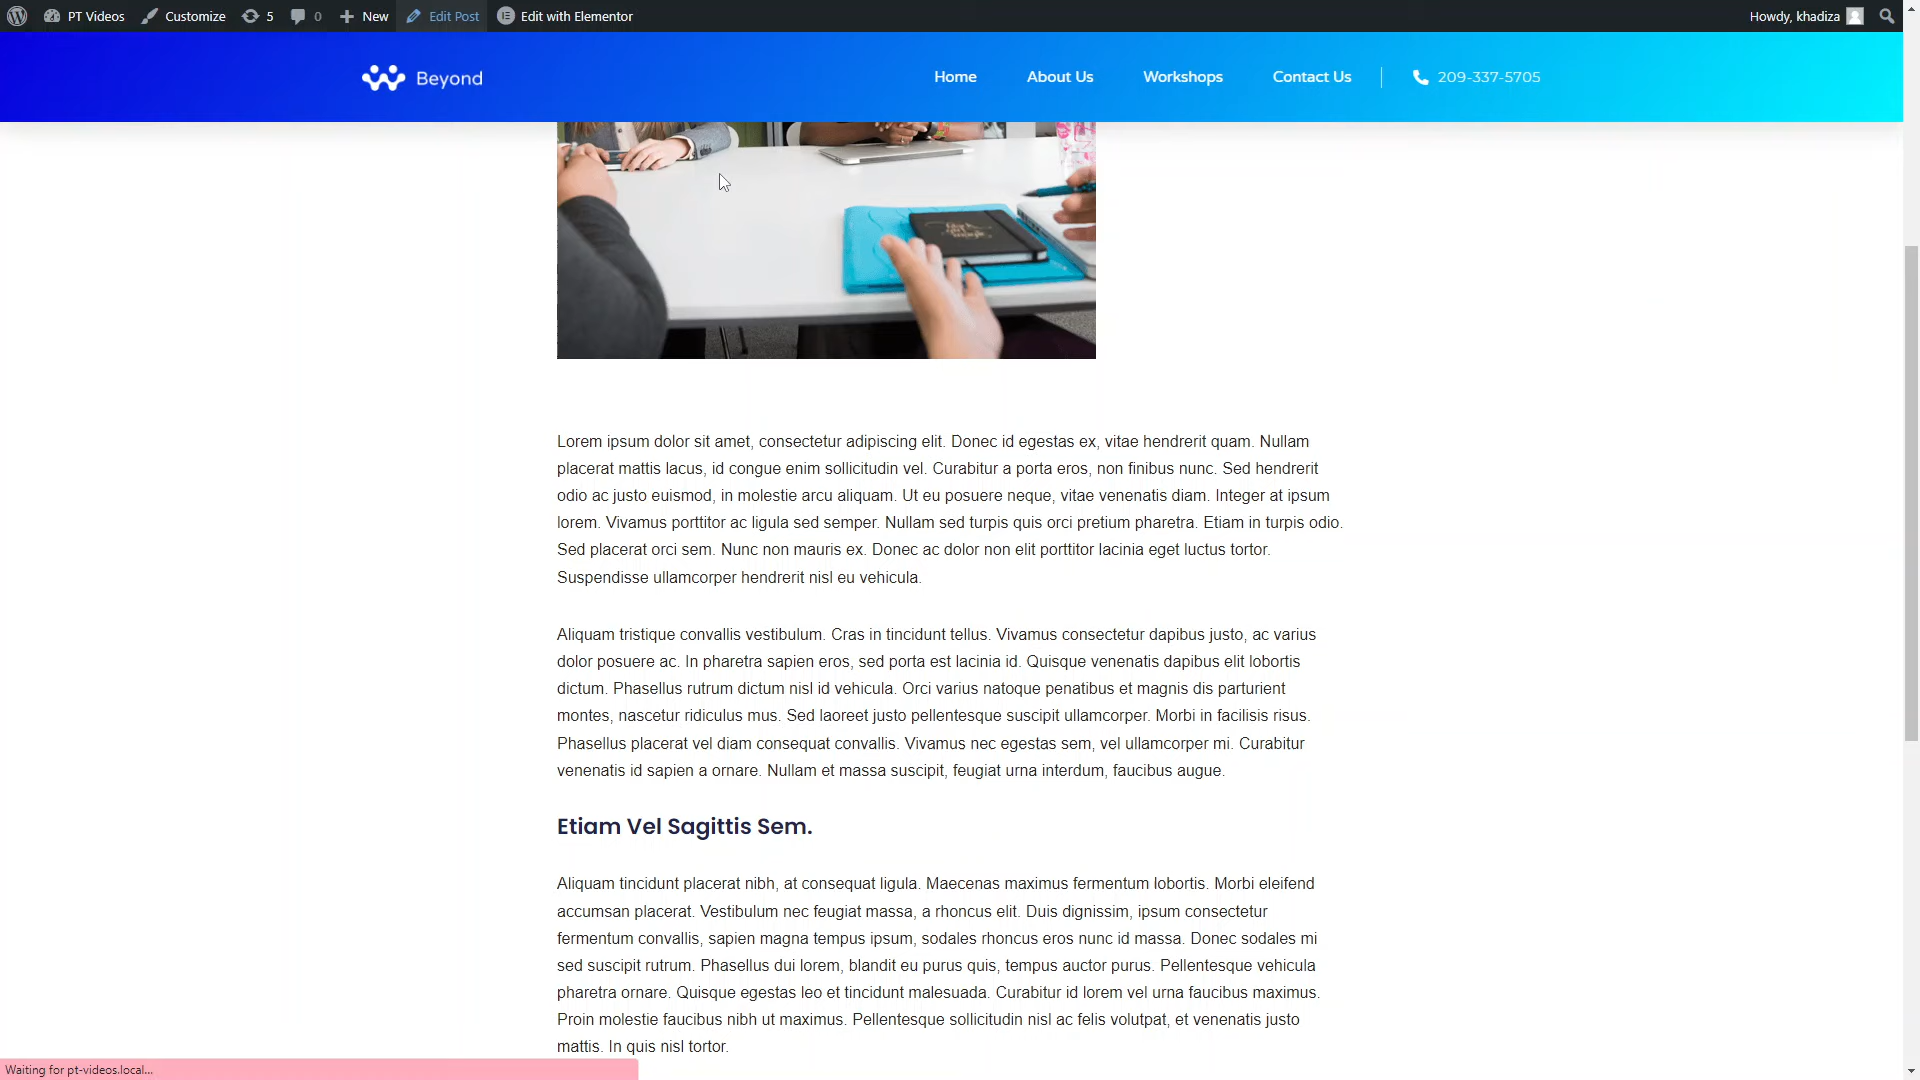 PT Videos Customize 5 0 New Edit Post Edit with Elementor Howdy, khadiza
Beyond Home About Us Workshops Contact Us 209-337-5705
Lorem ipsum dolor sit amet, consectetur adipiscing elit. Donec id egestas ex, vitae hendrerit quam. Nullam
placerat mattis lacus, id congue enim sollicitudin vel. Curabitur a porta eros, non finibus nunc. Sed hendrerit
odio ac justo euismod, in molestie arcu aliquam. Ut eu posuere neque, vitae venenatis diam. Integer at ipsum
lorem. Vivamus porttitor ac ligula sed semper. Nullam sed turpis quis orci pretium pharetra. Etiam in turpis odio.
Sed placerat orci sem. Nunc non mauris ex. Donec ac dolor non elit porttitor lacinia eget luctus tortor.
Suspendisse ullamcorper hendrerit nisl eu vehicula.
Aliquam tristique convallis vestibulum. Cras in tincidunt tellus. Vivamus consectetur dapibus justo, ac varius
dolor posuere ac. In pharetra sapien eros, sed porta est lacinia id. Quisque venenatis dapibus elit lobortis
dictum. Phasellus rutrum dictum nisl id vehicula. Orci varius natoque penatibus et magnis dis parturient
montes, nascetur ridiculus mus. Sed laoreet justo pellentesque suscipit ullamcorper. Morbi in facilisis risus.
Phasellus placerat vel diam consequat convallis. Vivamus nec egestas sem, vel ullamcorper mi. Curabitur
venenatis id sapien a ornare. Nullam et massa suscipit, feugiat urna interdum, faucibus augue.
Etiam Vel Sagittis Sem.
Aliquam tincidunt placerat nibh, at consequat ligula. Maecenas maximus fermentum lobortis. Morbi eleifend
accumsan placerat. Vestibulum nec feugiat massa, a rhoncus elit. Duis dignissim, ipsum consectetur
fermentum convallis, sapien magna tempus ipsum, sodales rhoncus eros nunc id massa. Donec sodales mi
sed suscipit rutrum. Phasellus dui lorem, blandit eu purus quis, tempus auctor purus. Pellentesque vehicula
pharetra ornare. Quisque egestas leo et tincidunt malesuada. Curabitur id lorem vel urna faucibus maximus.
Proin molestie faucibus nibh ut maximus. Pellentesque sollicitudin nisl ac felis volutpat, et venenatis justo
mattis. In quis nisl tortor.
Waiting for pt-videos.local...